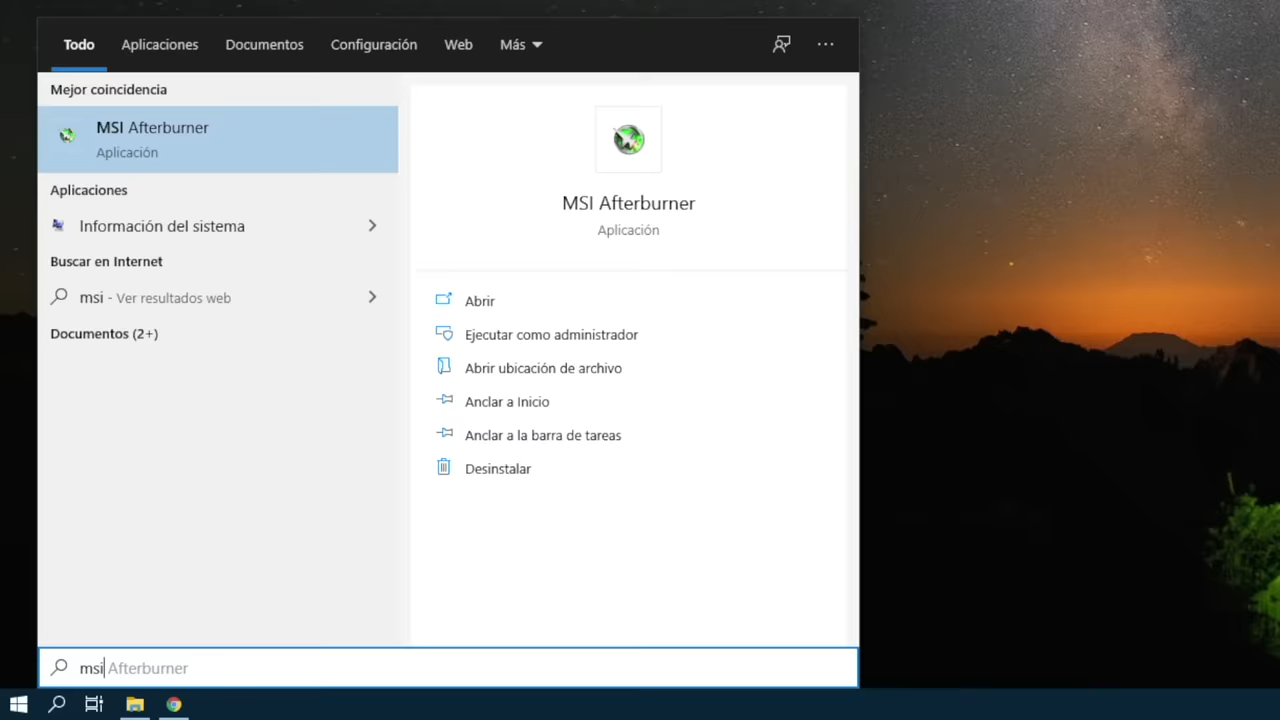 Todo Aplicaciones Documentos Configuración Web Más
Mejor coincidencia
MSI Afterburner
Aplicación
Aplicaciones
Información del sistema
Buscar en Internet
msi - Ver resultados web
Documentos (2+)
MSI Afterburner
Aplicación
Abrir
Ejecutar como administrador
Abrir ubicación de archivo
Anclar a Inicio
Anclar a la barra de tareas
Desinstalar
msi Afterburner